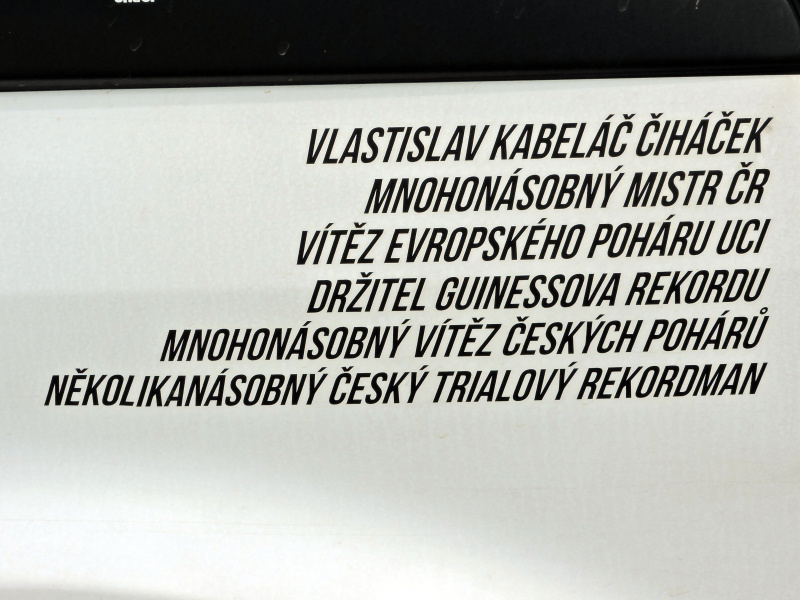 VLASTISLAV KABELÁČ ČIHÁČEK
MNOHONÁSOBNÝ MISTR ČR
VÍTĚZ EVROPSKÉHO POHÁRU UCI
DRŽITEL GUINESSOVA REKORDU
MNOHONÁSOBNÝ VÍTĚZ ČESKÝCH POHÁRŮ
NĚKOLIKANÁSOBNÝ ČESKÝ TRIALOVÝ REKORDMAN